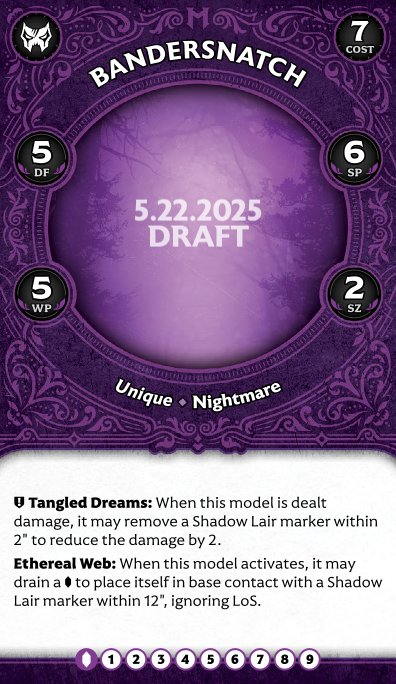 7
COST
BANDERSNATCH
5
DF
6
SP
5.22.2025
DRAFT
5
WP
2
SZ
Unique ⬥ Nightmare
Tangled Dreams: When this model is dealt
damage, it may remove a Shadow Lair marker within
2" to reduce the damage by 2.
Ethereal Web: When this model activates, it may
drain a ⬮ to place itself in base contact with a Shadow
Lair marker within 12", ignoring LoS.
1 2 3 4 5 6 7 8 9